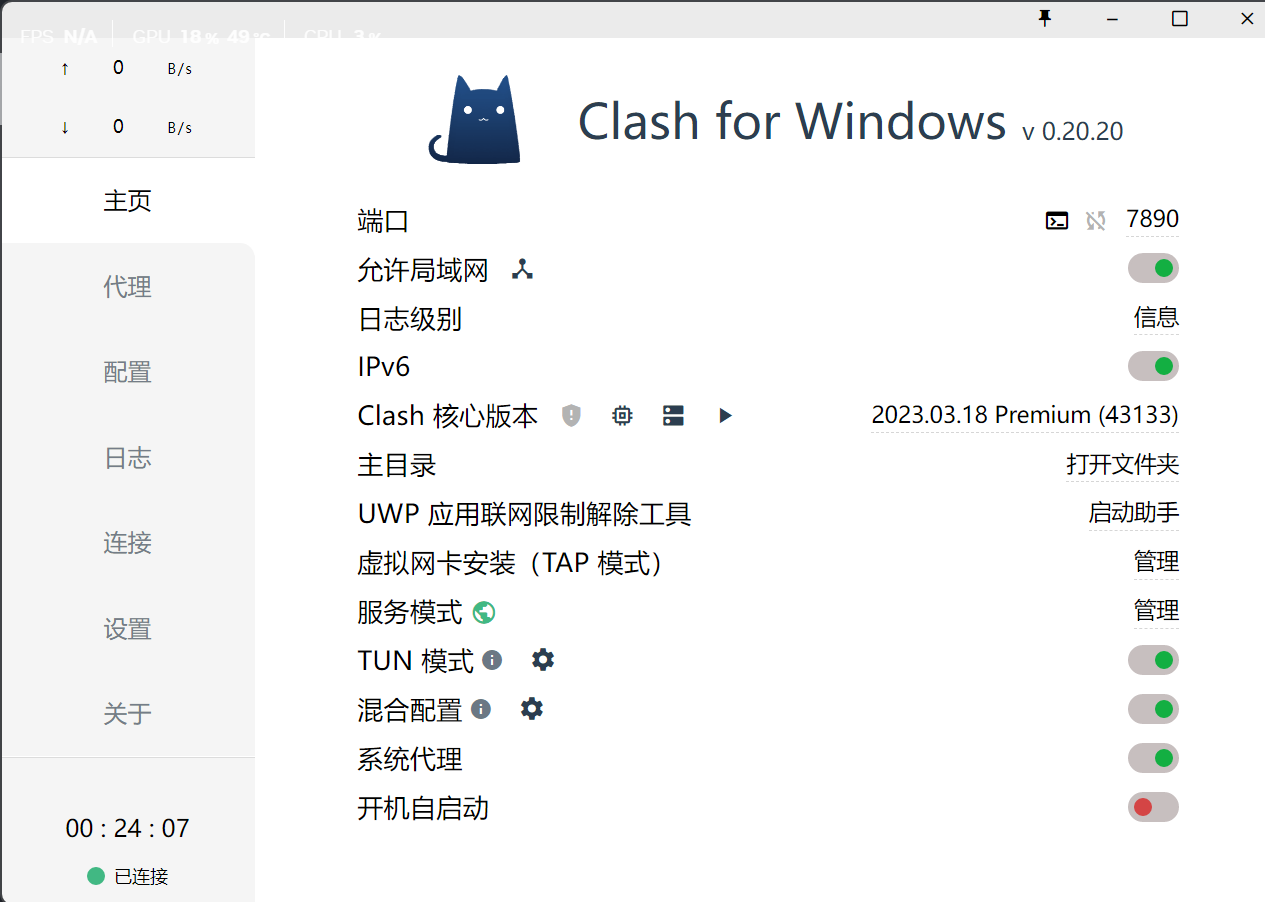 FPS N/A GPU 18% 49°C CPU 3%
↑ 0 B/s
↓ 0 B/s
主页
代理
配置
日志
连接
设置
关于
00 : 24 : 07
已连接
Clash for Windows v 0.20.20
端口 7890
允许局域网
日志级别 信息
IPv6
Clash 核心版本 2023.03.18 Premium (43133)
主目录 打开文件夹
UWP 应用联网限制解除工具 启动助手
虚拟网卡安装（TAP 模式） 管理
服务模式 管理
TUN 模式
混合配置
系统代理
开机自启动